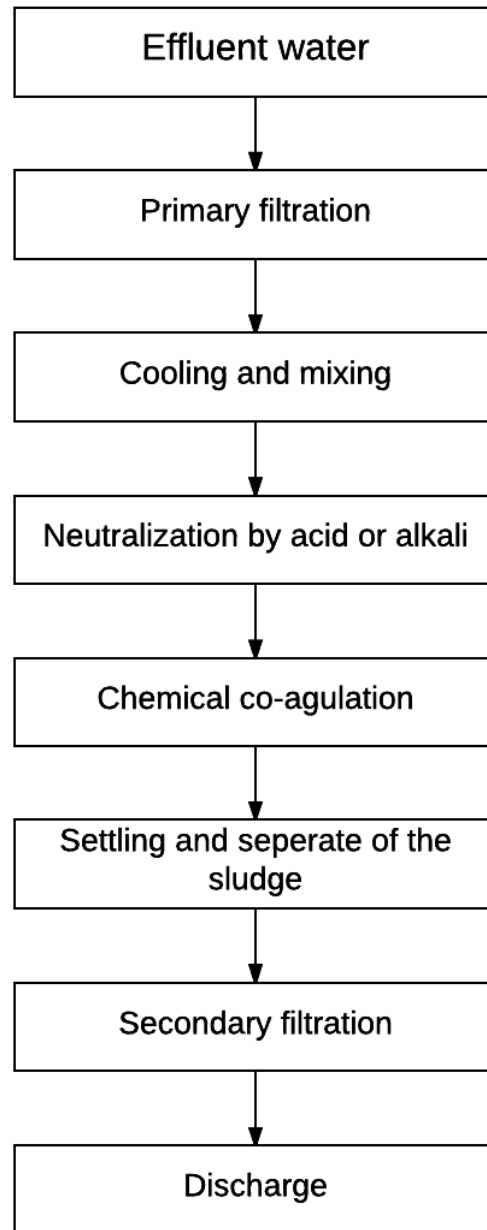 Effluent water
Primary filtration
Cooling and mixing
Neutralization by acid or alkali
Chemical co-agulation
Settling and seperate of the
sludge
Secondary filtration
Discharge